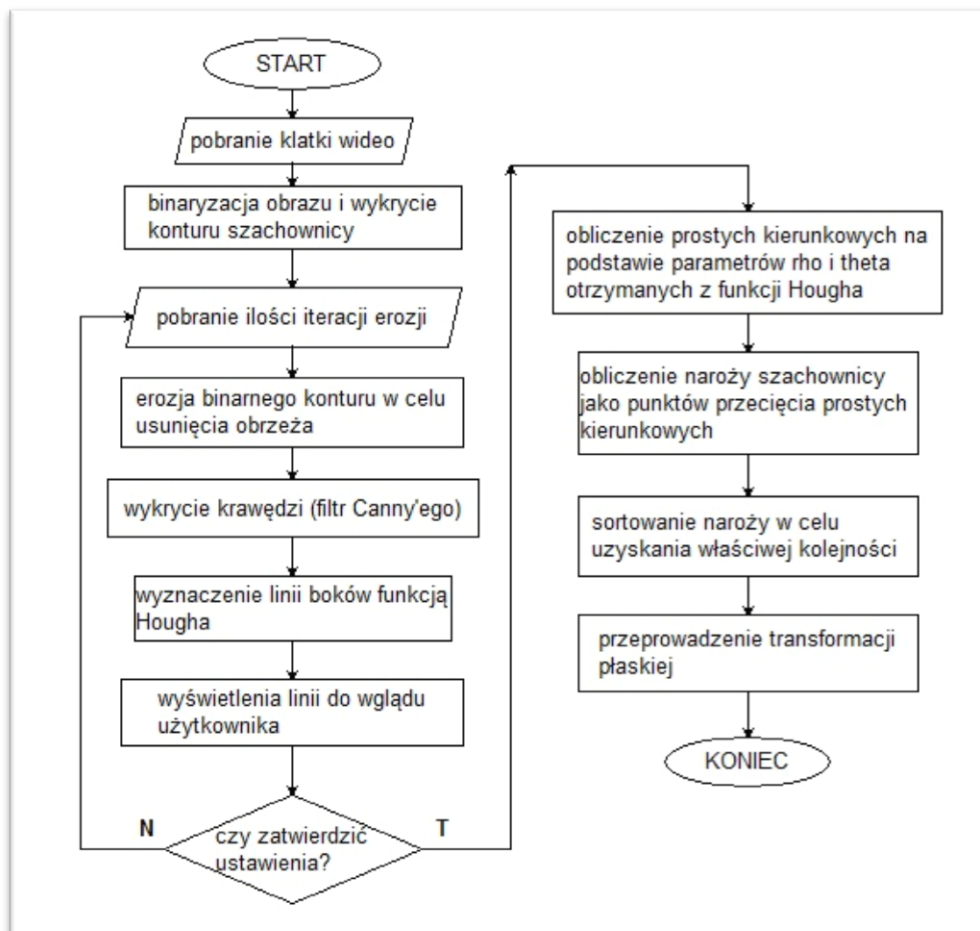 START
pobranie klatki wideo
binaryzacja obrazu i wykrycie
konturu szachownicy
pobranie ilości iteracji erozji
erozja binarnego konturu w celu
usunięcia obrzeża
wykrycie krawędzi (filtr Canny'ego)
wyznaczenie linii boków funkcją
Hougha
wyświetlenia linii do wglądu
użytkownika
czy zatwierdzić
ustawienia?
N
T
obliczenie prostych kierunkowych na
podstawie parametrów rho i theta
otrzymanych z funkcji Hougha
obliczenie naroży szachownicy
jako punktów przecięcia prostych
kierunkowych
sortowanie naroży w celu
uzyskania właściwej kolejności
przeprowadzenie transformacji
płaskiej
KONIEC